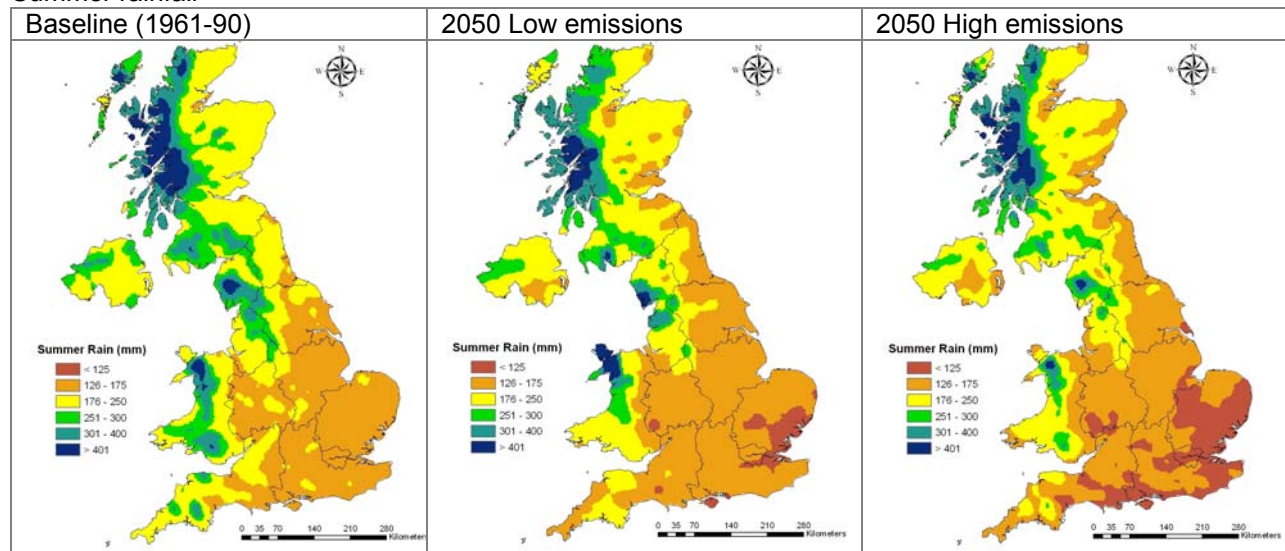 Summer rainfall
Baseline (1961-90)
2050 Low emissions
2050 High emissions
N
W E
S
Summer Rain (mm)
< 125
126 - 175
176 - 250
251 - 300
301 - 400
> 401
0 35 70 140 210 280
Kilometers
N
W E
S
Summer Rain (mm)
< 125
126 - 175
176 - 250
251 - 300
301 - 400
> 401
0 35 70 140 210 280
Kilometers
N
W E
S
Summer Rain (mm)
< 125
126 - 175
176 - 250
251 - 300
301 - 400
> 401
0 35 70 140 210 280
Kilometers